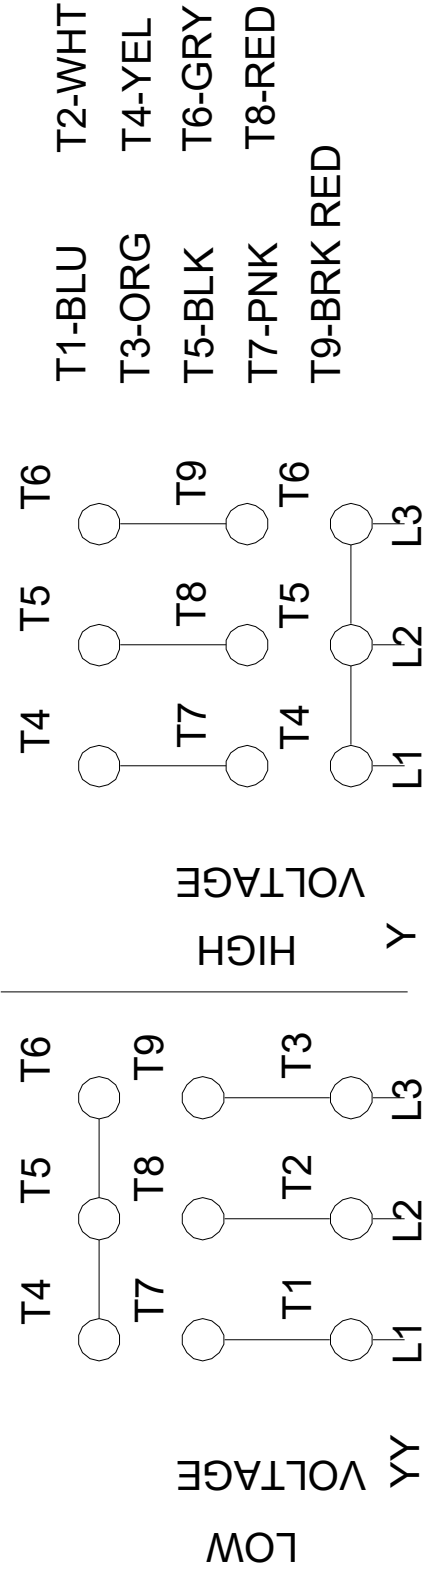 LOW
VOLTAGE
YY
T4 T5 T6
T7 T8 T9
T1 T2 T3
L1 L2 L3
HIGH
VOLTAGE
Y
T4 T5 T6
T7 T8 T9
T4 T5 T6
L1 L2 L3
T1-BLU T2-WHT
T3-ORG T4-YEL
T5-BLK T6-GRY
T7-PNK T8-RED
T9-BRK RED